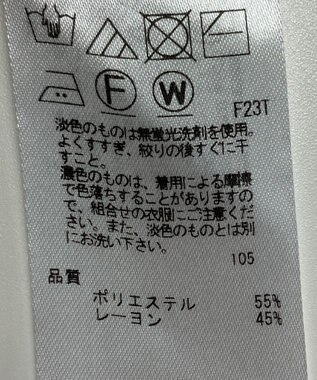 F W
F23T
淡色のものは無蛍光洗剤を使用。
よくすすぎ、絞りの後すぐに干
すこと。
濃色のものは、着用による摩擦
で色落ちすることがありますの
で、組合せの衣服にご注意くだ
さい。また、淡色のものとは別
にお洗い下さい。
105
品質
ポリエステル 55%
レーヨン 45%